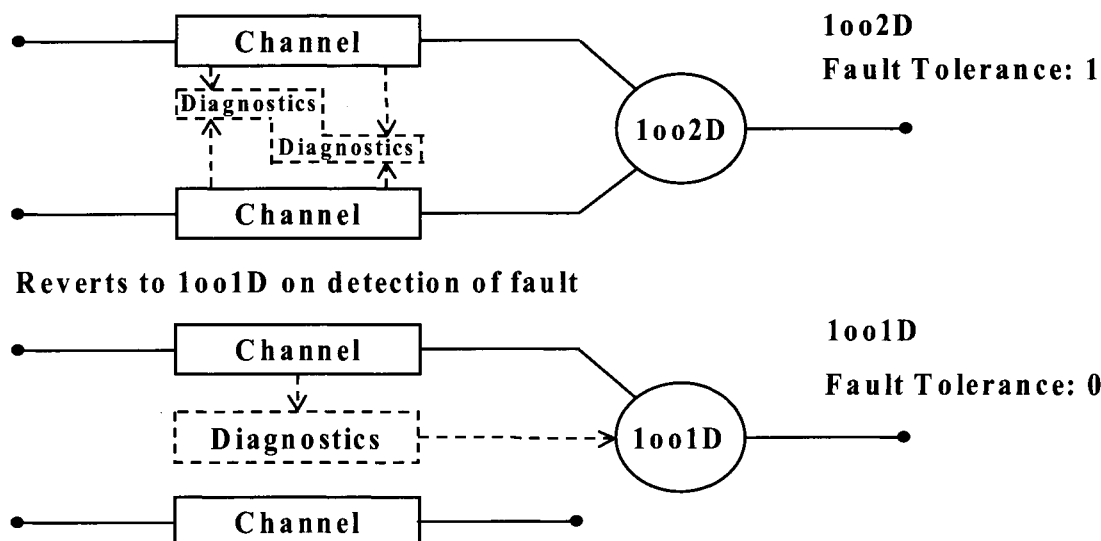 Channel
1oo2D
Fault Tolerance: 1
Diagnostics
1oo2D
Diagnostics
Channel
Reverts to 1oo1D on detection of fault
Channel
1oo1D
Fault Tolerance: 0
Diagnostics
1oo1D
Channel